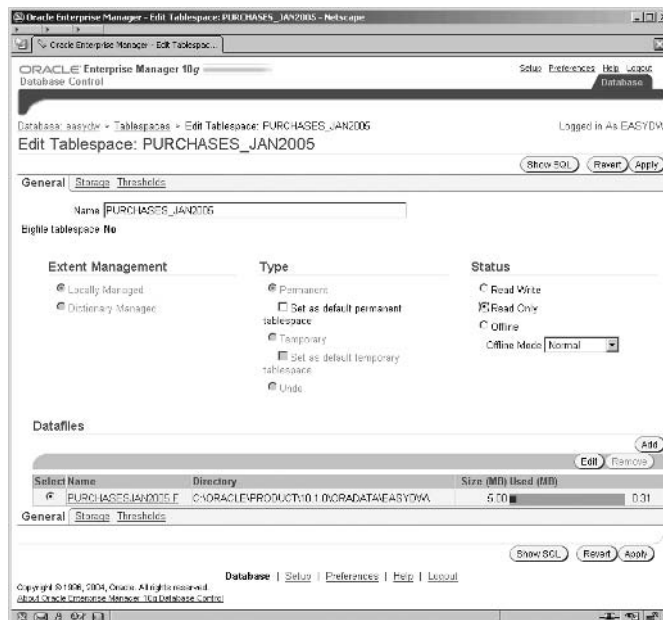 Oracle Enterprise Manager - Edit Tablespace: PURCHASES_JAN2005 - Netscape
Oracle Enterprise Manager - Edit Tablespac...
ORACLE Enterprise Manager 10g
Database Control
Setup Preferences Help Logout
Database
Database: easydw > Tablespaces > Edit Tablespace: PURCHASES_JAN2005
Logged in As EASYDW
Edit Tablespace: PURCHASES_JAN2005
Show SQL Revert Apply
General Storage Thresholds
Name PURCHASES_JAN2005
Bigfile tablespace No
Extent Management
Locally Managed
Dictionary Managed
Type
Permanent
Set as default permanent
tablespace
Temporary
Set as default temporary
tablespace
Undo
Status
Read Write
Read Only
Offline
Offline Mode Normal
Datafiles
Add
Edit Remove
Select Name Directory Size (MB) Used (MB)
PURCHASESJAN2005.F C:\ORACLE\PRODUCT\10.1.0\ORADATA\EASYDW\ 5.00 0.31
General Storage Thresholds
Show SQL Revert Apply
Database | Setup | Preferences | Help | Logout
Copyright © 1996, 2004, Oracle. All rights reserved.
About Oracle Enterprise Manager 10g Database Control